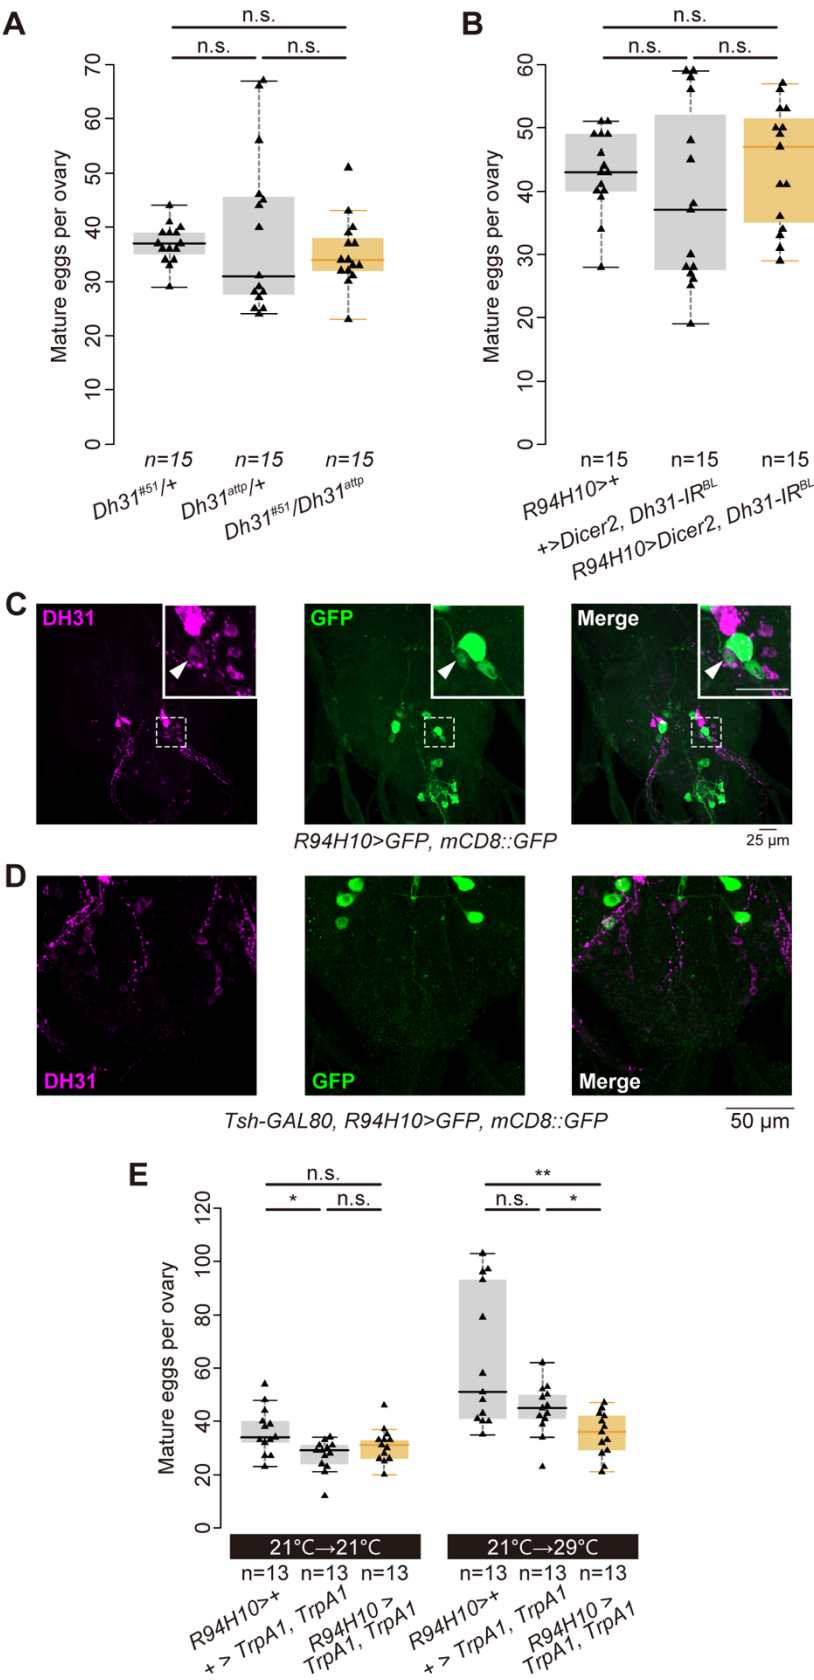 A
n.s.
n.s. n.s.
Mature eggs per ovary
70
60
50
40
30
20
10
0
n=15 n=15 n=15
Dh31#51/+
Dh31attp/+
Dh31#51/Dh31attp
B
n.s.
n.s. n.s.
Mature eggs per ovary
60
50
40
30
20
10
0
n=15 n=15 n=15
R94H10>+
+>Dicer2, Dh31-IRBL
R94H10>Dicer2, Dh31-IRBL
C
DH31
GFP
Merge
R94H10>GFP, mCD8::GFP
25 µm
D
DH31
GFP
Merge
Tsh-GAL80, R94H10>GFP, mCD8::GFP
50 µm
E
n.s.
* n.s.
**
n.s. *
Mature eggs per ovary
120
100
80
60
40
20
0
21°C→21°C
21°C→29°C
n=13 n=13 n=13
n=13 n=13 n=13
R94H10>+
+ > TrpA1, TrpA1
R94H10 >
TrpA1, TrpA1
R94H10>+
+ > TrpA1, TrpA1
R94H10 >
TrpA1, TrpA1